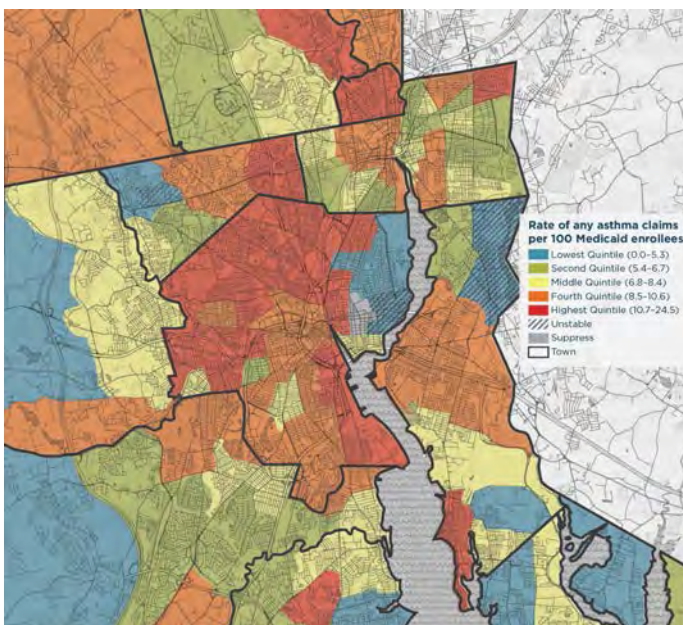 Rate of any asthma claims
per 100 Medicaid enrollees
Lowest Quintile (0.0–5.3)
Second Quintile (5.4–6.7)
Middle Quintile (6.8–8.4)
Fourth Quintile (8.5–10.6)
Highest Quintile (10.7–24.5)
Unstable
Suppress
Town